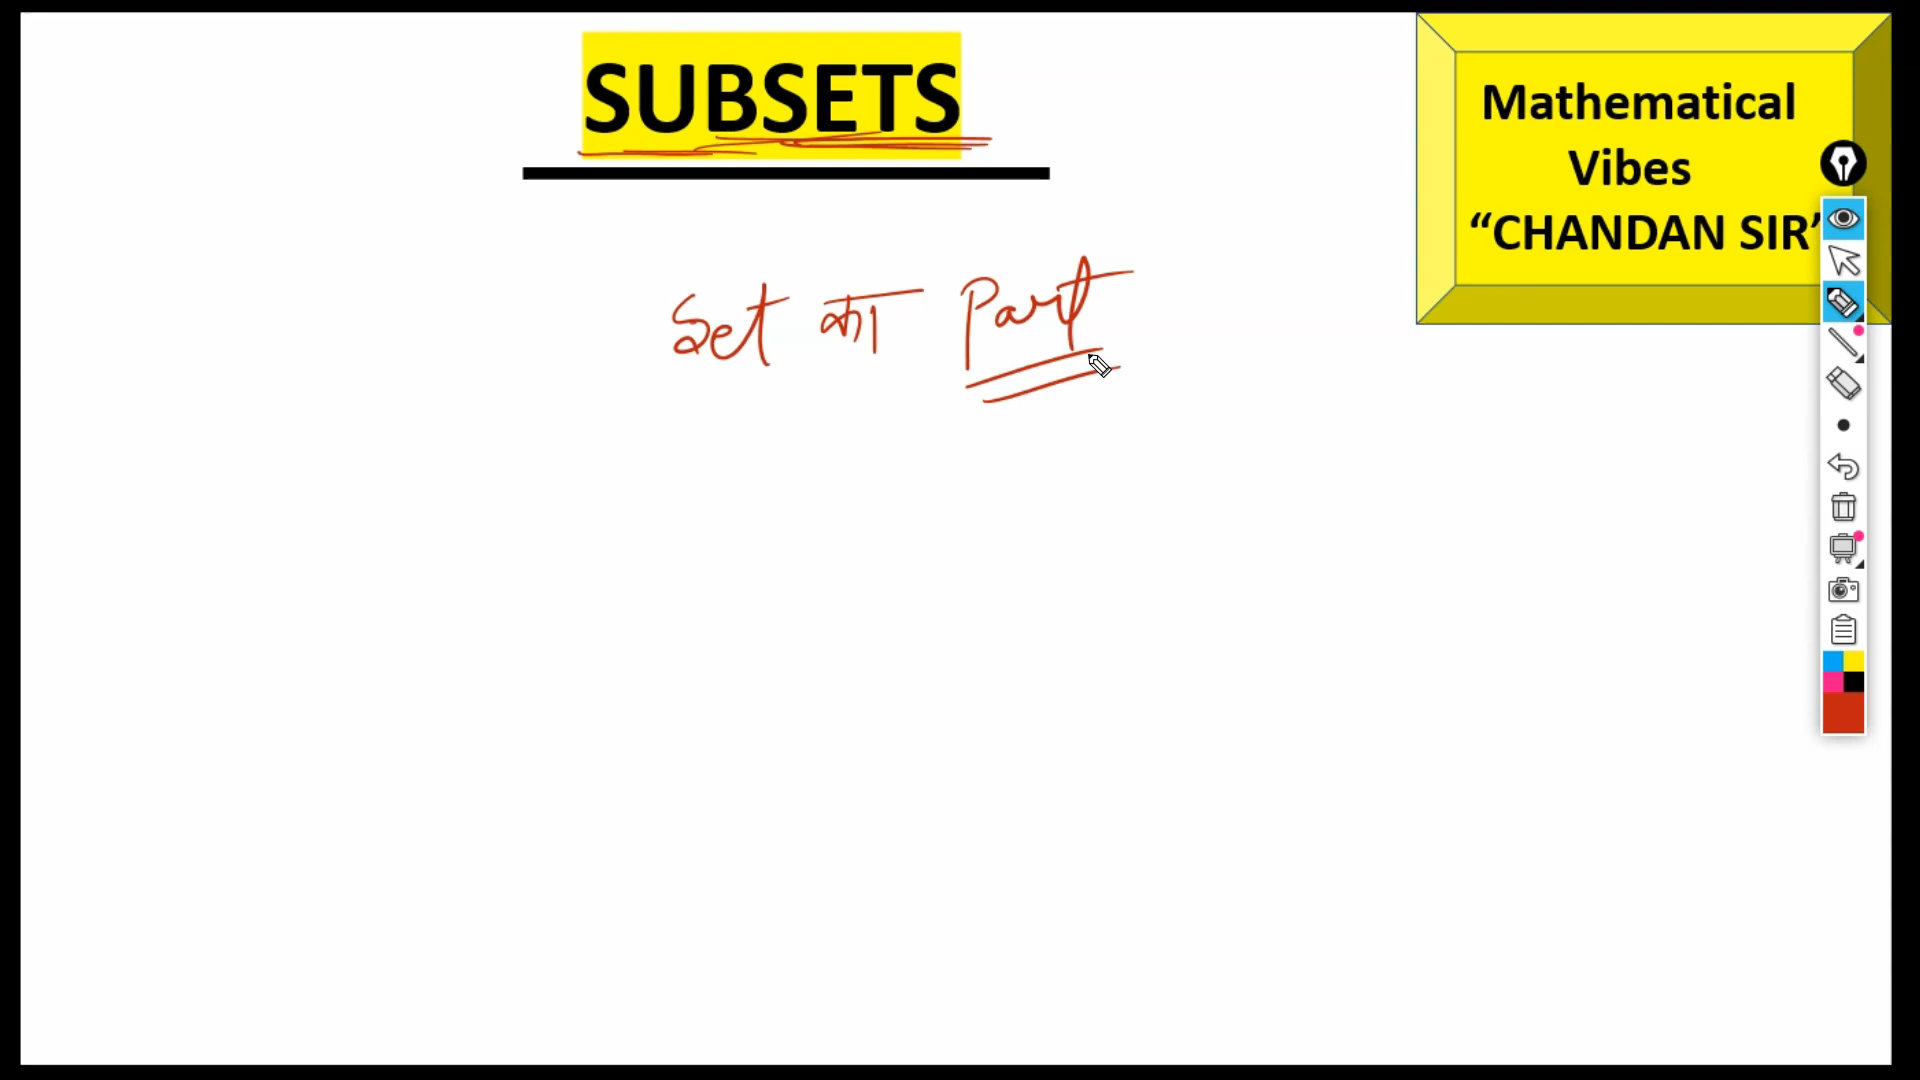 SUBSETS
Mathematical
Vibes
“CHANDAN SIR”
Set का Part